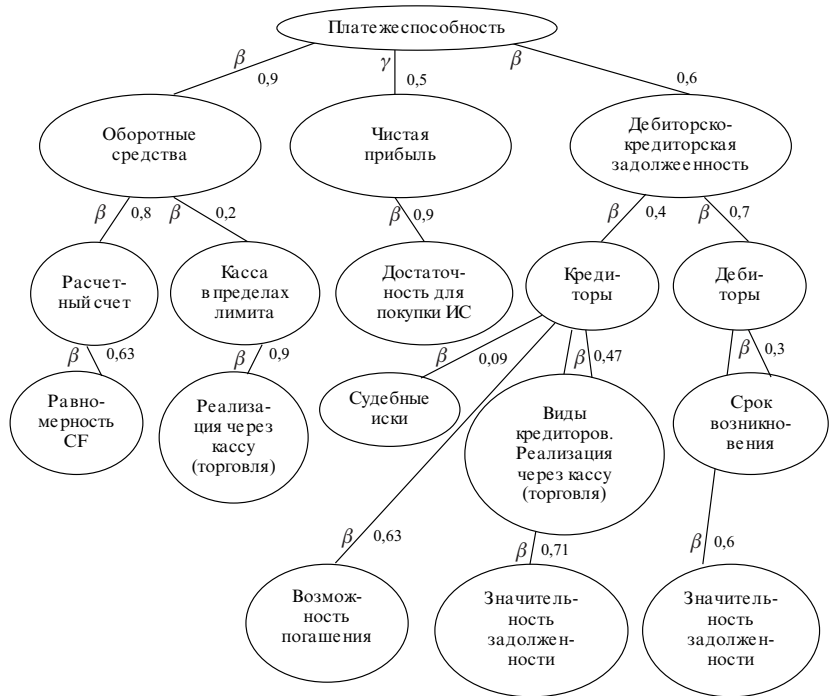 Платежеспособность
β
γ
β
0,9
0,5
0,6
Оборотные
средства
Чистая
прибыль
Дебиторско-
кредиторская
задолжеенность
β
0,8
β
0,2
β
0,9
β
0,4
β
0,7
Расчет-
ный счет
Касса
в пределах
лимита
Достаточ-
ность для
покупки ИС
Креди-
торы
Деби-
торы
β
0,63
β
0,9
β
0,09
β
0,47
β
0,3
Равно-
мерность
CF
Реализа-
ция через
кассу
(торговля)
Судебные
иски
Виды
кредиторов.
Реализация
через кассу
(торговля)
Срок
возникно-
вения
β
0,63
β
0,71
β
0,6
Возмож-
ность
погашения
Значитель-
ность
задолжен-
ности
Значитель-
ность
задолжен-
ности